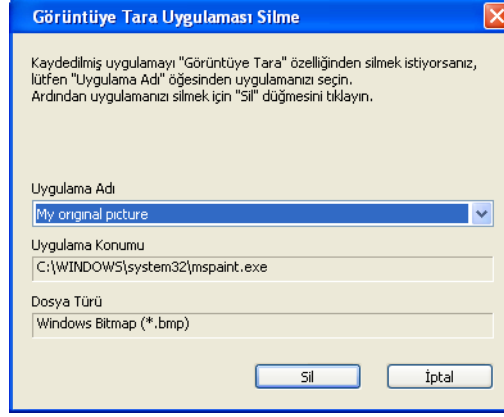 Görüntüye Tara Uygulaması Silme
Kaydedilmiş uygulamayı "Görüntüye Tara" özelliğinden silmek istiyorsanız,
lütfen "Uygulama Adı" öğesinden uygulamanızı seçin.
Ardından uygulamanızı silmek için "Sil" düğmesini tıklayın.
Uygulama Adı
My original picture
Uygulama Konumu
C:\WINDOWS\system32\mspaint.exe
Dosya Türü
Windows Bitmap (*.bmp)
Sil İptal